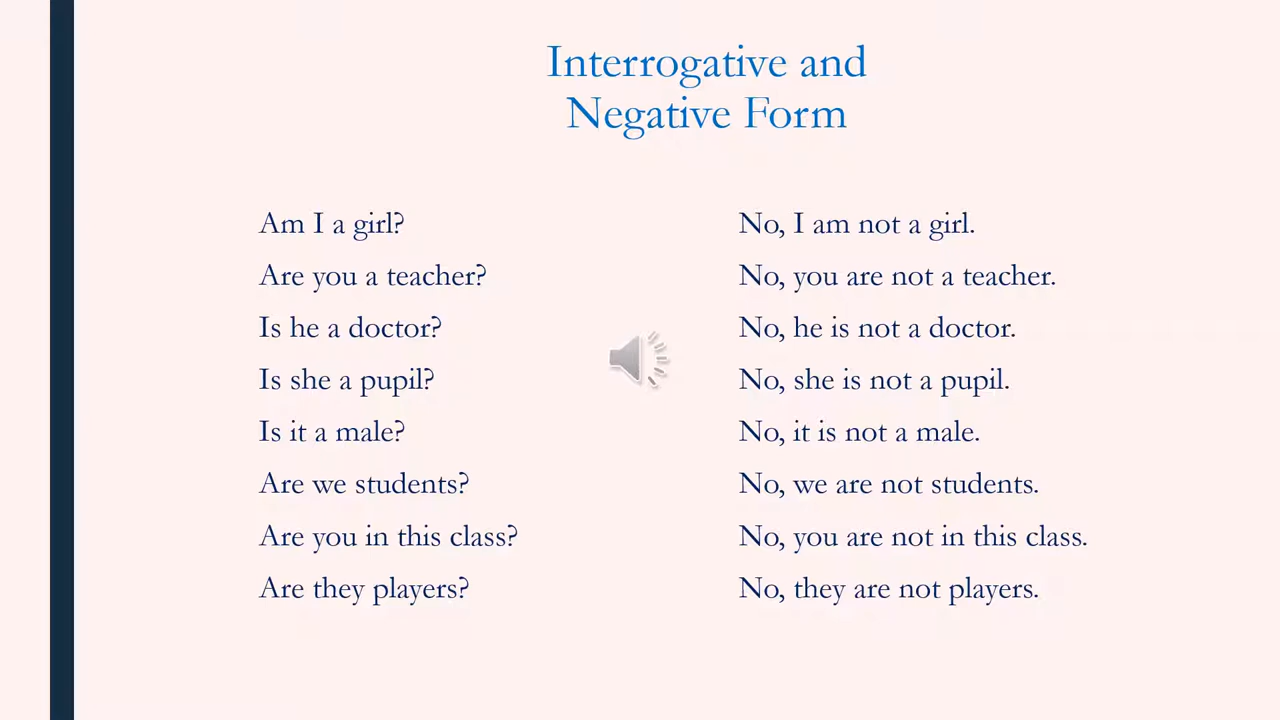 Interrogative and
Negative Form
Am I a girl?
No, I am not a girl.
Are you a teacher?
No, you are not a teacher.
Is he a doctor?
No, he is not a doctor.
Is she a pupil?
No, she is not a pupil.
Is it a male?
No, it is not a male.
Are we students?
No, we are not students.
Are you in this class?
No, you are not in this class.
Are they players?
No, they are not players.